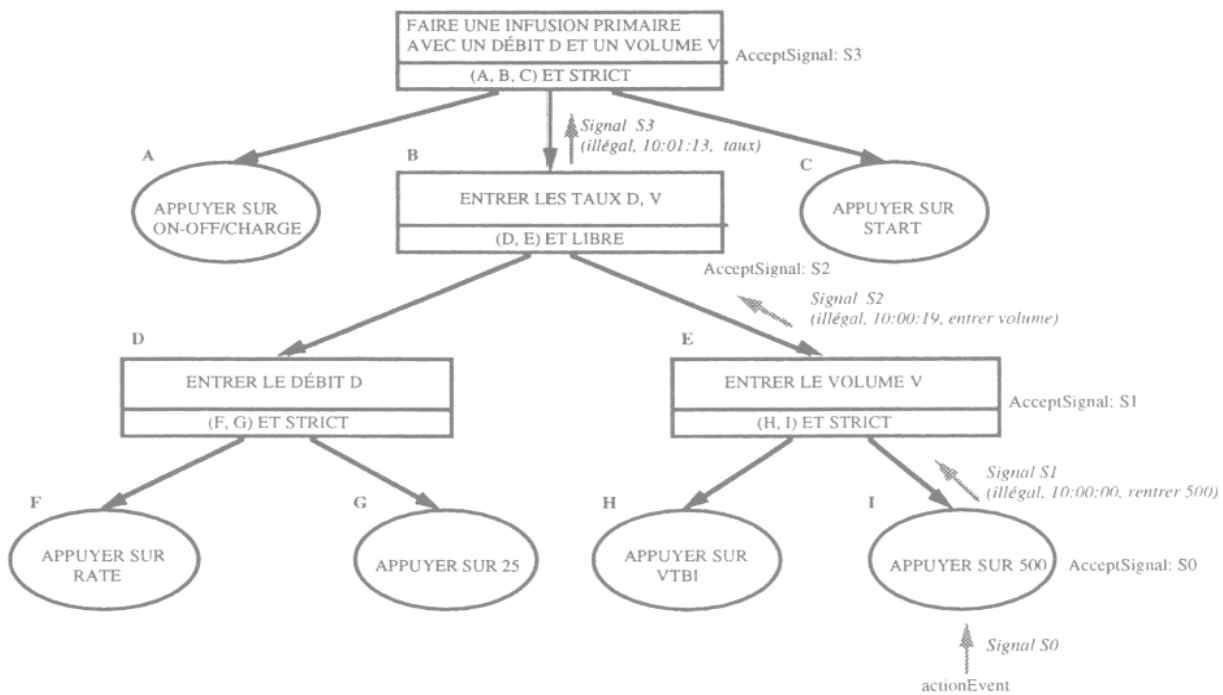 FAIRE UNE INFUSION PRIMAIRE
AVEC UN DÉBIT D ET UN VOLUME V
AcceptSignal: S3
(A, B, C) ET STRICT
Signal S3
(illégal, 10:01:13, taux)
A
B
C
APPUYER SUR
ON-OFF/CHARGE
ENTRER LES TAUX D, V
APPUYER SUR
START
(D, E) ET LIBRE
AcceptSignal: S2
Signal S2
(illégal, 10:00:19, entrer volume)
D
E
ENTRER LE DÉBIT D
ENTRER LE VOLUME V
AcceptSignal: S1
(F, G) ET STRICT
(H, I) ET STRICT
Signal S1
(illégal, 10:00:00, rentrer 500)
F
G
H
I
APPUYER SUR
RATE
APPUYER SUR 25
APPUYER SUR
VTBI
APPUYER SUR 500
AcceptSignal: S0
Signal S0
actionEvent